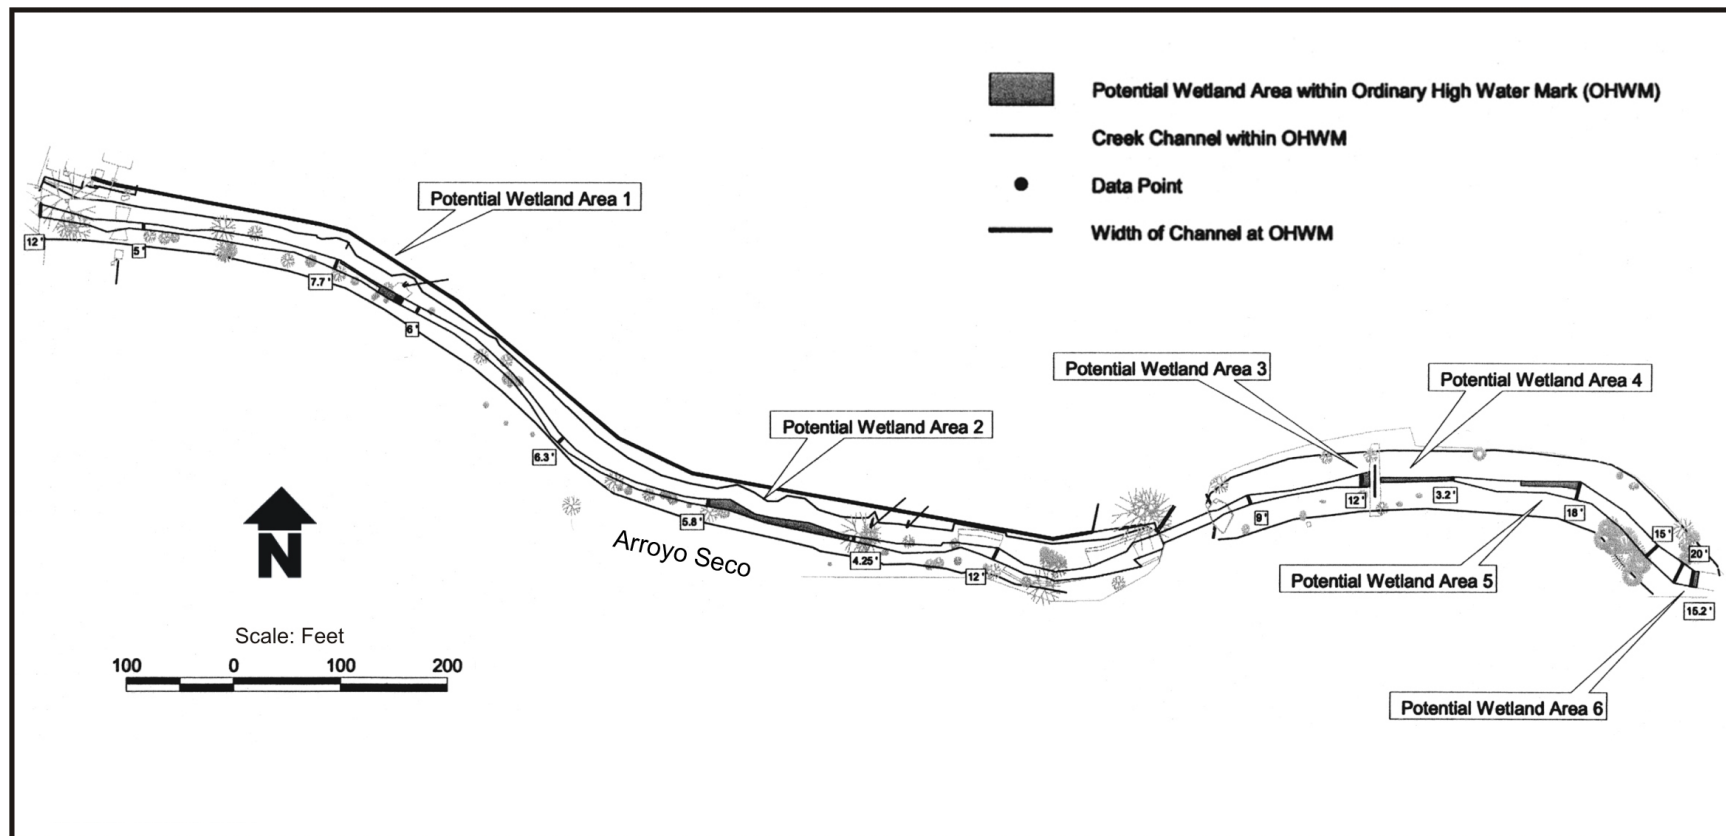 Potential Wetland Area within Ordinary High Water Mark (OHWM)
Creek Channel within OHWM
Data Point
Width of Channel at OHWM
Potential Wetland Area 1
12 '
5 '
7.7 '
6 '
Potential Wetland Area 3
Potential Wetland Area 4
Potential Wetland Area 2
6.3 '
5.8 '
Arroyo Seco
4.25 '
12 '
9 '
12 '
3.2 '
18 '
15 '
20 '
Potential Wetland Area 5
15.2 '
N
Scale: Feet
100 0 100 200
Potential Wetland Area 6